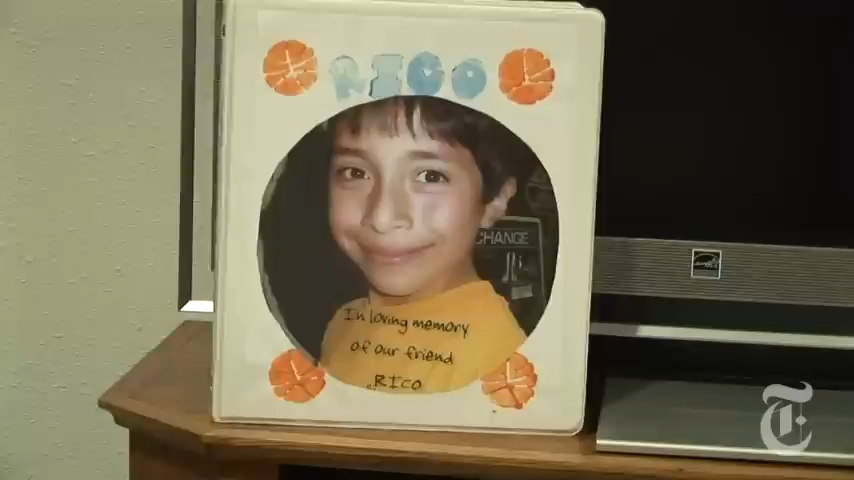 RICO
CHANGE
In loving memory
of our friend
RICO
T